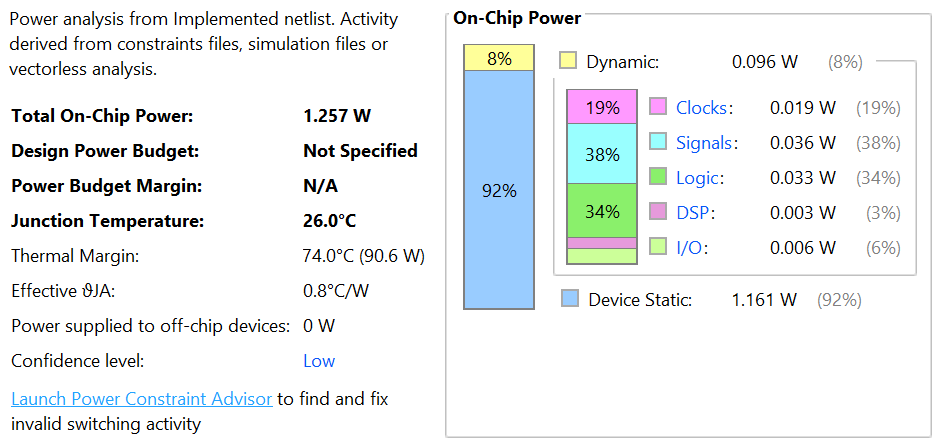 Power analysis from Implemented netlist. Activity
derived from constraints files, simulation files or
vectorless analysis.
Total On-Chip Power: 1.257 W
Design Power Budget: Not Specified
Power Budget Margin: N/A
Junction Temperature: 26.0°C
Thermal Margin: 74.0°C (90.6 W)
Effective ϑJA: 0.8°C/W
Power supplied to off-chip devices: 0 W
Confidence level: Low
Launch Power Constraint Advisor to find and fix
invalid switching activity
On-Chip Power
8%
92%
Dynamic: 0.096 W (8%)
19%
38%
34%
Clocks: 0.019 W (19%)
Signals: 0.036 W (38%)
Logic: 0.033 W (34%)
DSP: 0.003 W (3%)
I/O: 0.006 W (6%)
Device Static: 1.161 W (92%)